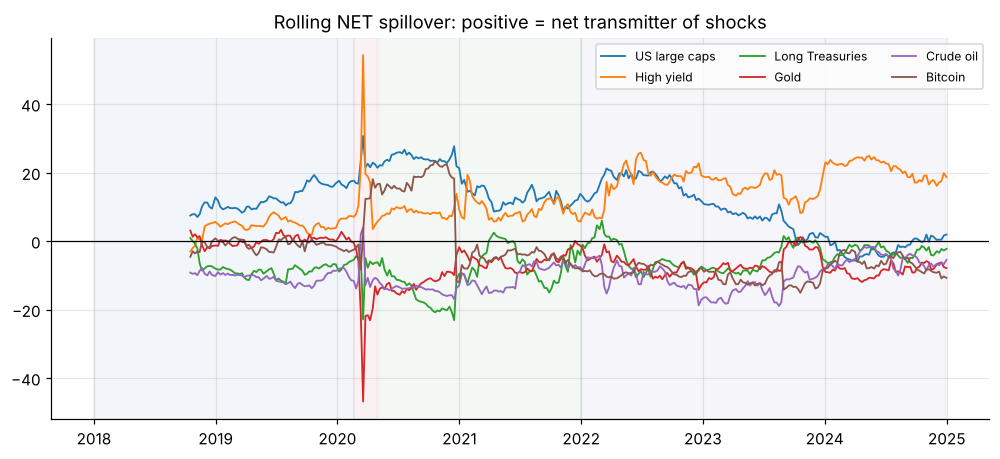 Rolling NET spillover: positive = net transmitter of shocks
US large caps Long Treasuries Crude oil
High yield Gold Bitcoin
40
20
0
−20
−40
2018 2019 2020 2021 2022 2023 2024 2025